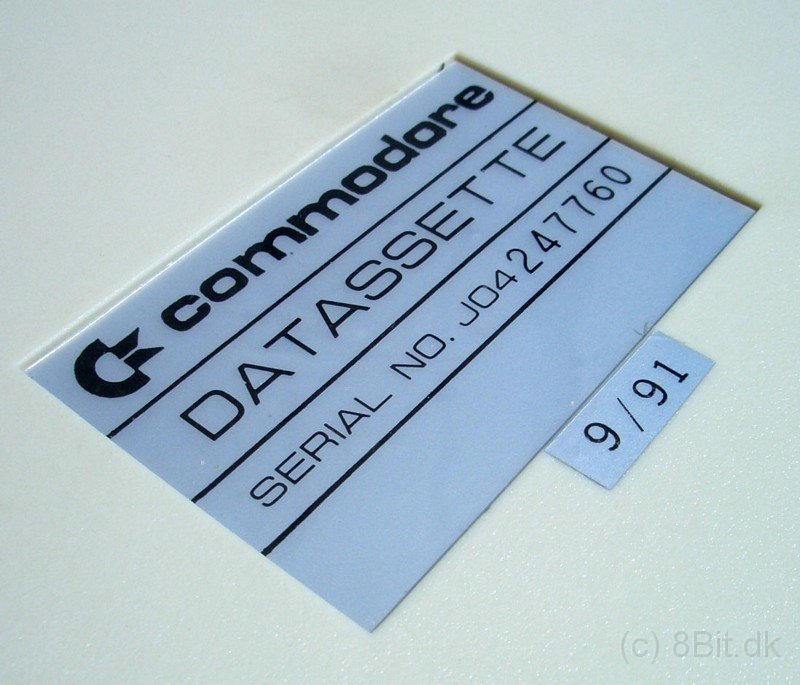 commodore
DATASSETTE
SERIAL NO. J04247760
9/91
(c) 8Bit.dk